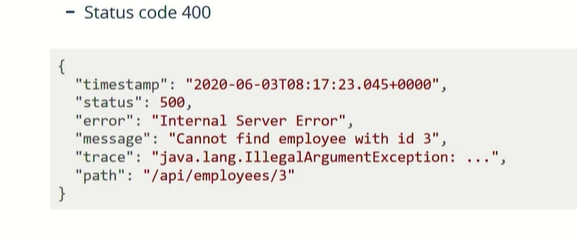 – Status code 400
{
"timestamp": "2020-06-03T08:17:23.045+0000",
"status": 500,
"error": "Internal Server Error",
"message": "Cannot find employee with id 3",
"trace": "java.lang.IllegalArgumentException: ...",
"path": "/api/employees/3"
}